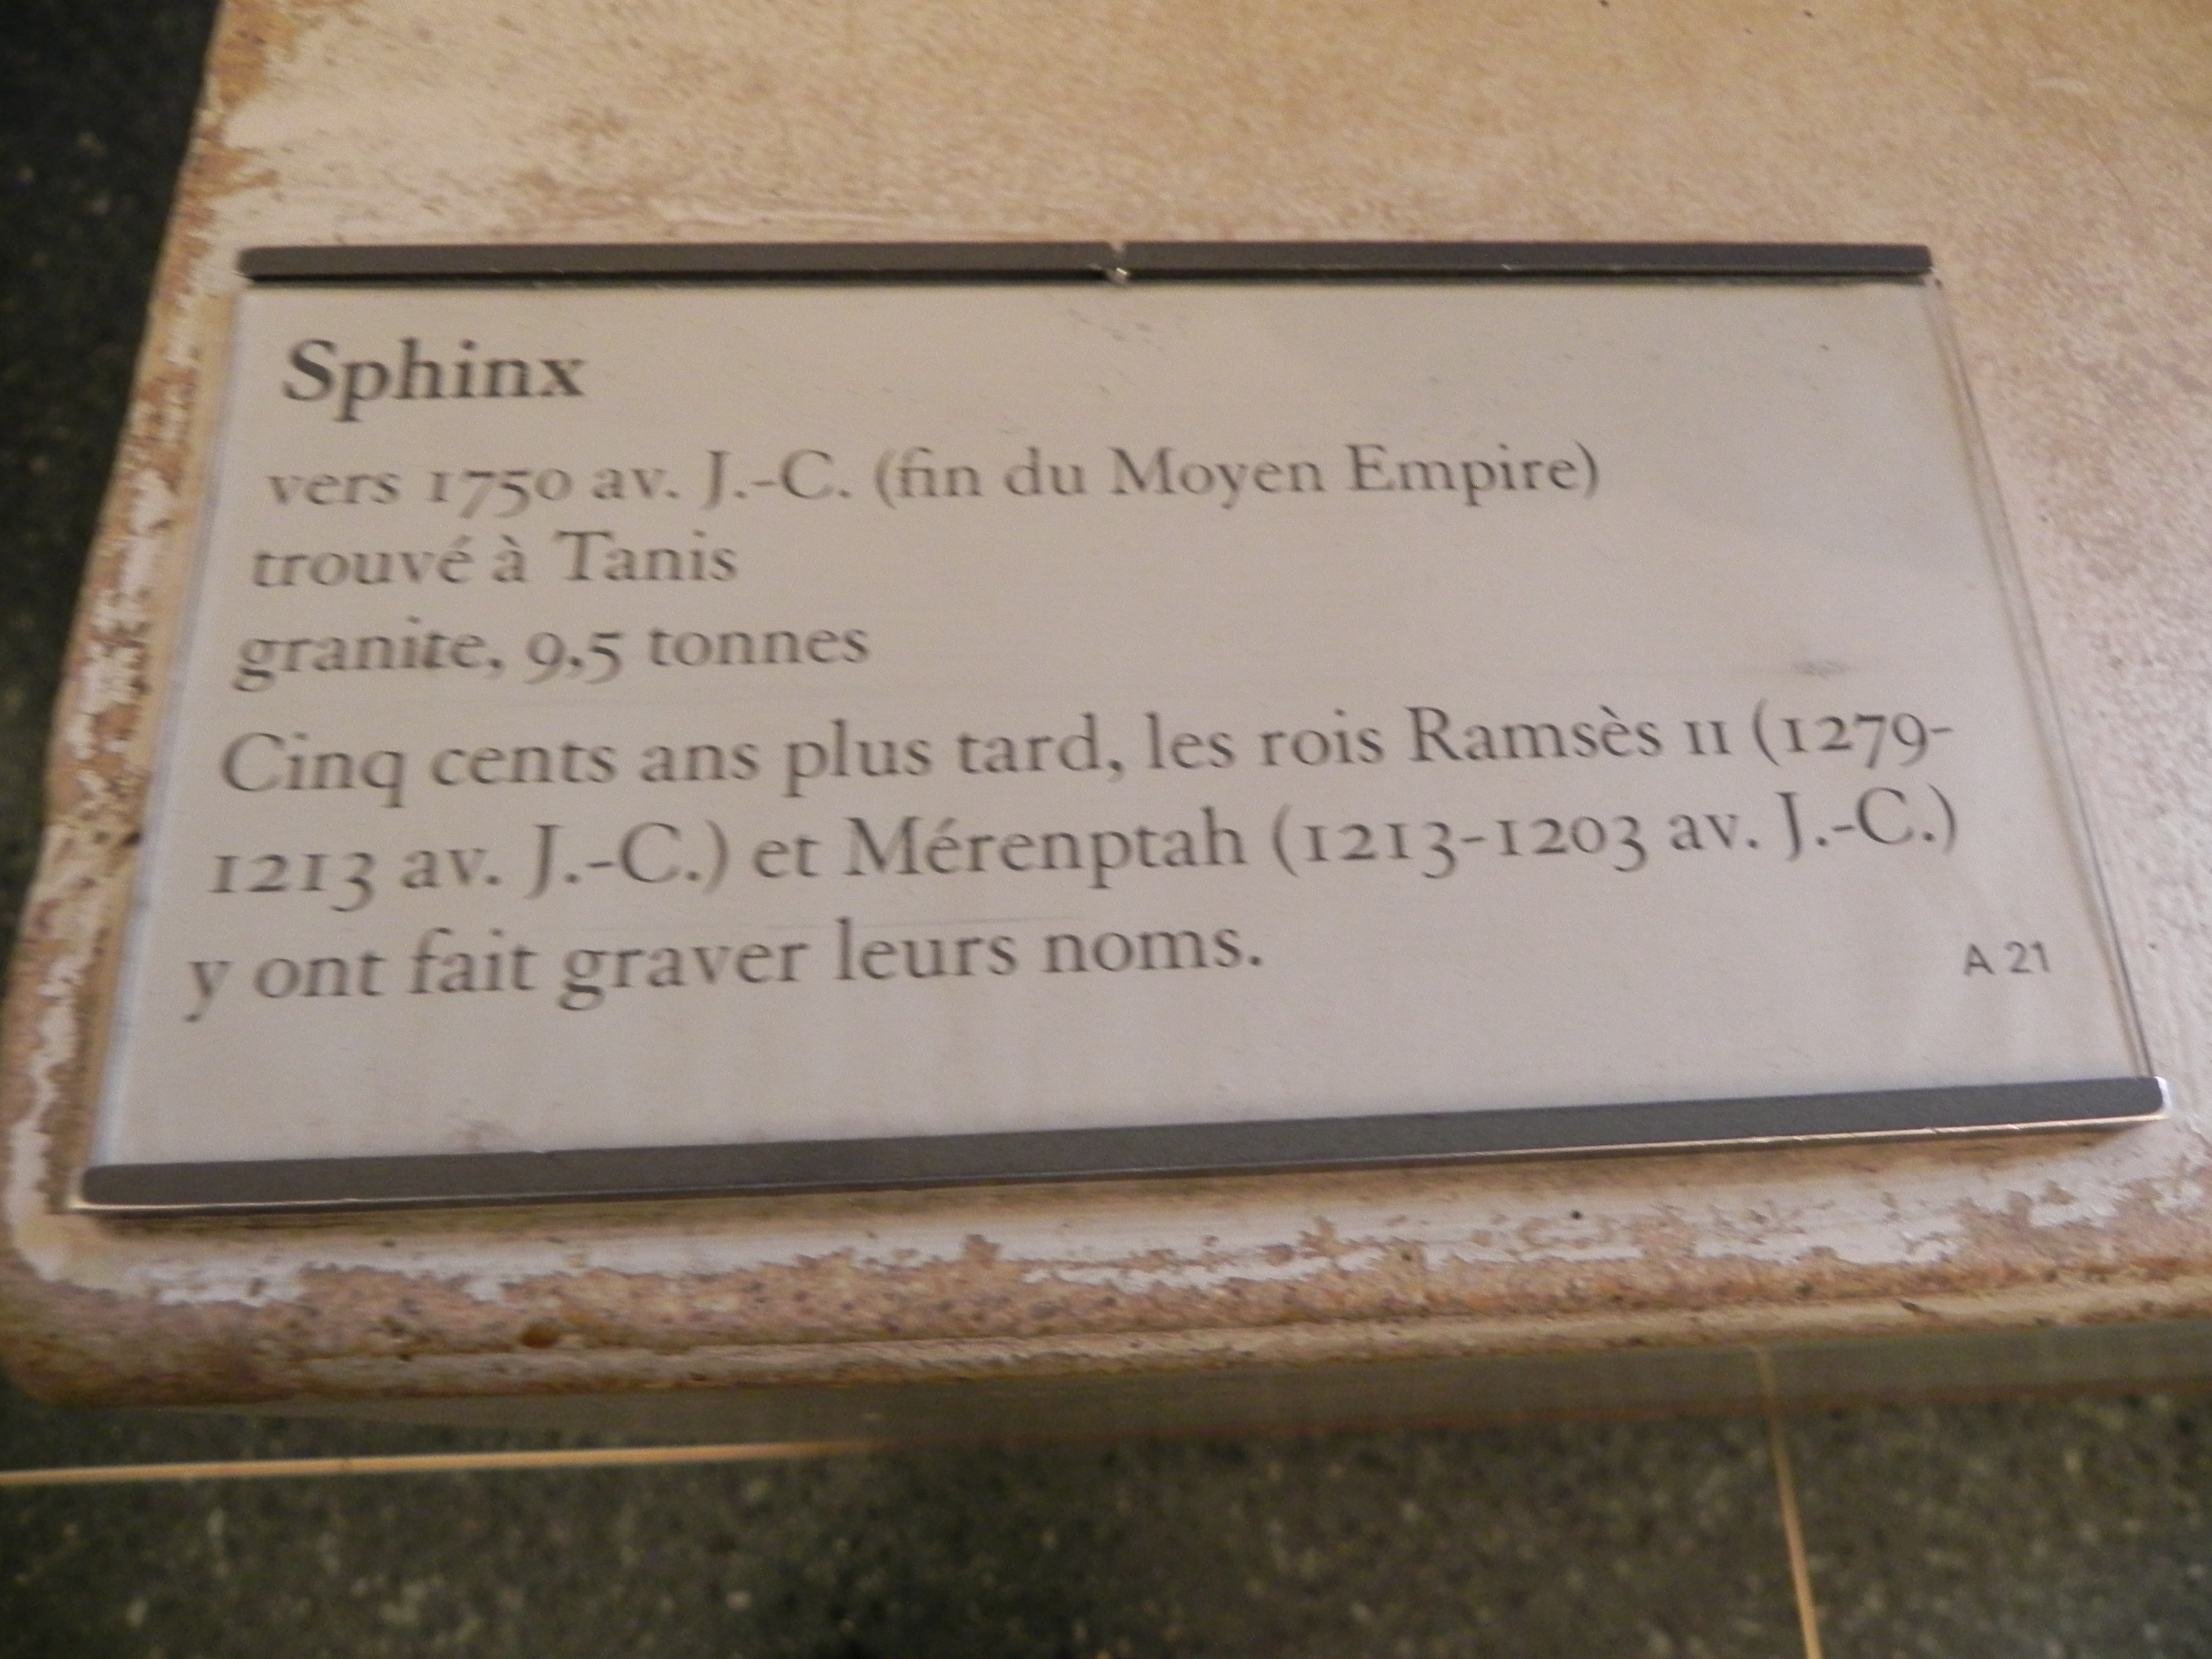 Sphinx
vers 1750 av. J.-C. (fin du Moyen Empire)
trouvé à Tanis
granite, 9,5 tonnes
Cinq cents ans plus tard, les rois Ramsès II (1279-
1213 av. J.-C.) et Mérenptah (1213-1203 av. J.-C.)
y ont fait graver leurs noms.
A 21